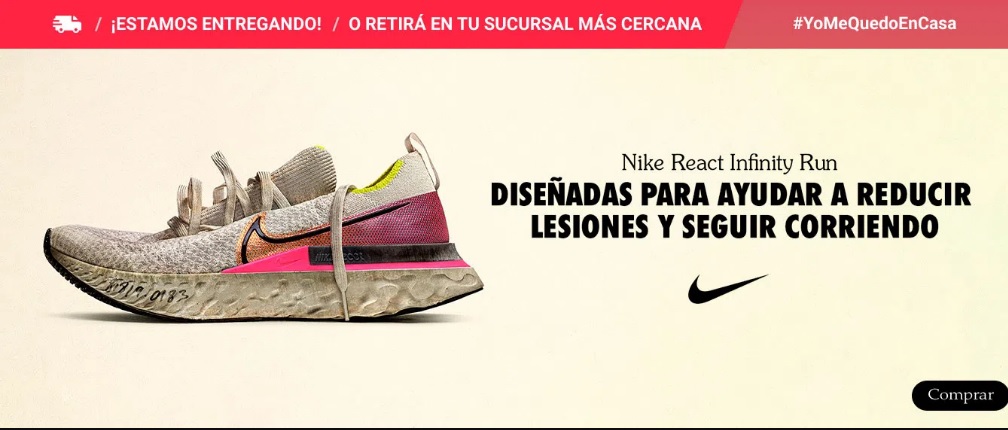 / ¡ESTAMOS ENTREGANDO! / O RETIRÁ EN TU SUCURSAL MÁS CERCANA
#YoMeQuedoEnCasa
Nike React Infinity Run
DISEÑADAS PARA AYUDAR A REDUCIR
LESIONES Y SEGUIR CORRIENDO
Comprar